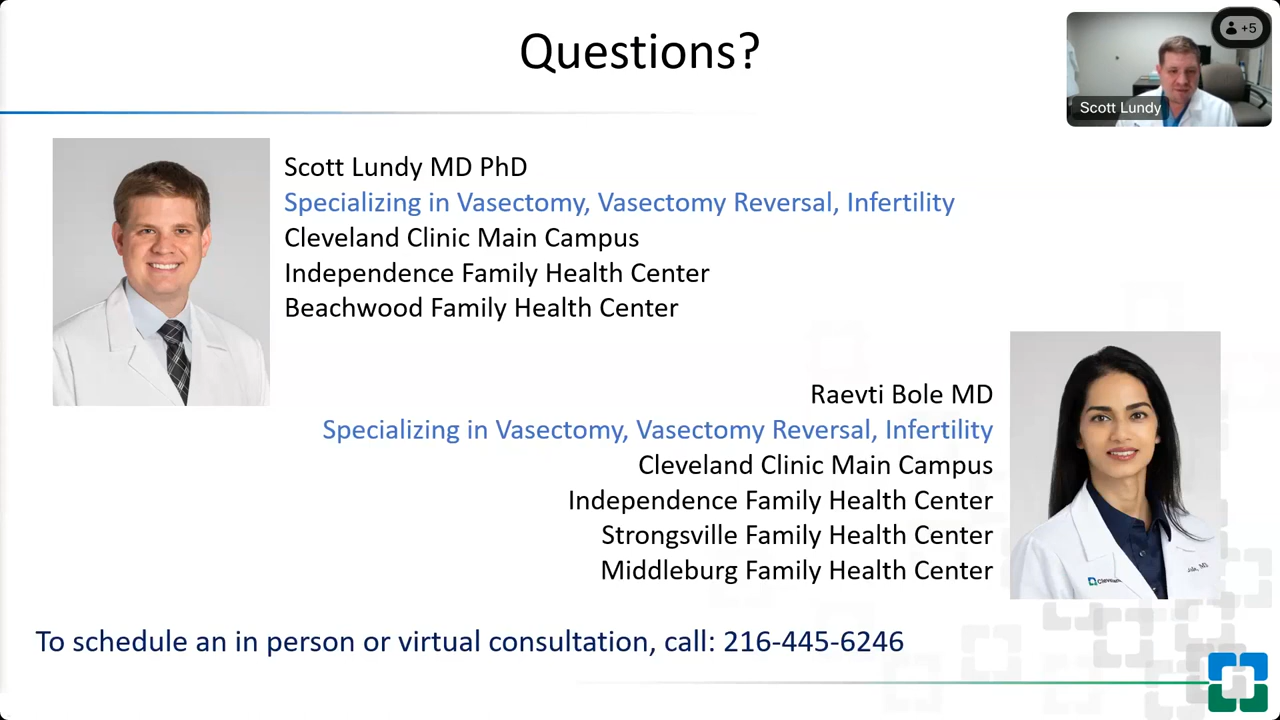 Questions?
+5
Scott Lundy
Scott Lundy MD PhD
Specializing in Vasectomy, Vasectomy Reversal, Infertility
Cleveland Clinic Main Campus
Independence Family Health Center
Beachwood Family Health Center
Raevti Bole MD
Specializing in Vasectomy, Vasectomy Reversal, Infertility
Cleveland Clinic Main Campus
Independence Family Health Center
Strongsville Family Health Center
Middleburg Family Health Center
To schedule an in person or virtual consultation, call: 216-445-6246